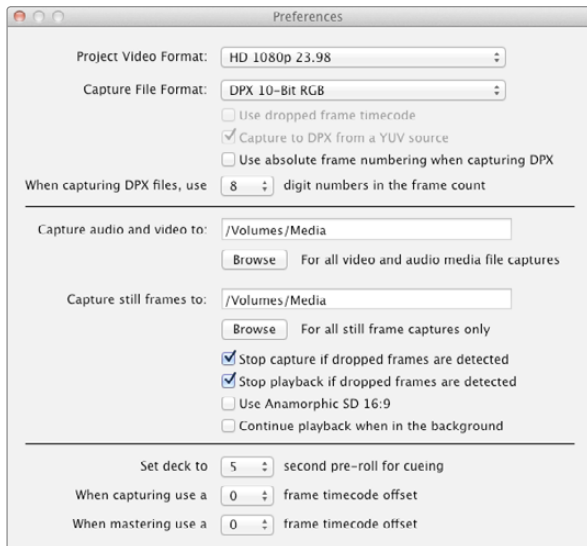 Preferences
Project Video Format: HD 1080p 23.98
Capture File Format: DPX 10-Bit RGB
Use dropped frame timecode
Capture to DPX from a YUV source
Use absolute frame numbering when capturing DPX
When capturing DPX files, use 8 digit numbers in the frame count
Capture audio and video to: /Volumes/Media
Browse For all video and audio media file captures
Capture still frames to: /Volumes/Media
Browse For all still frame captures only
Stop capture if dropped frames are detected
Stop playback if dropped frames are detected
Use Anamorphic SD 16:9
Continue playback when in the background
Set deck to 5 second pre-roll for cueing
When capturing use a 0 frame timecode offset
When mastering use a 0 frame timecode offset